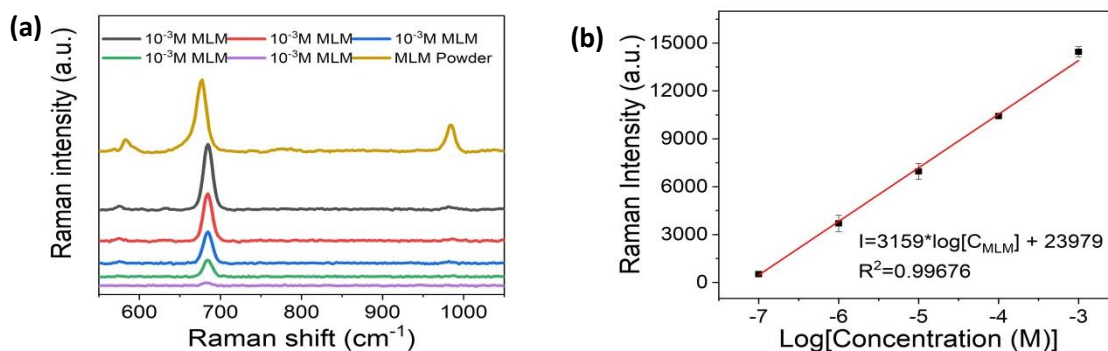 (a)
10⁻³M MLM 10⁻³M MLM 10⁻³M MLM
10⁻³M MLM 10⁻³M MLM MLM Powder
Raman intensity (a.u.)
600 700 800 900 1000
Raman shift (cm⁻¹)
(b)
15000
12000
9000
6000
3000
0
Raman Intensity (a.u.)
I=3159*log[C_MLM] + 23979
R²=0.99676
-7 -6 -5 -4 -3
Log[Concentration (M)]